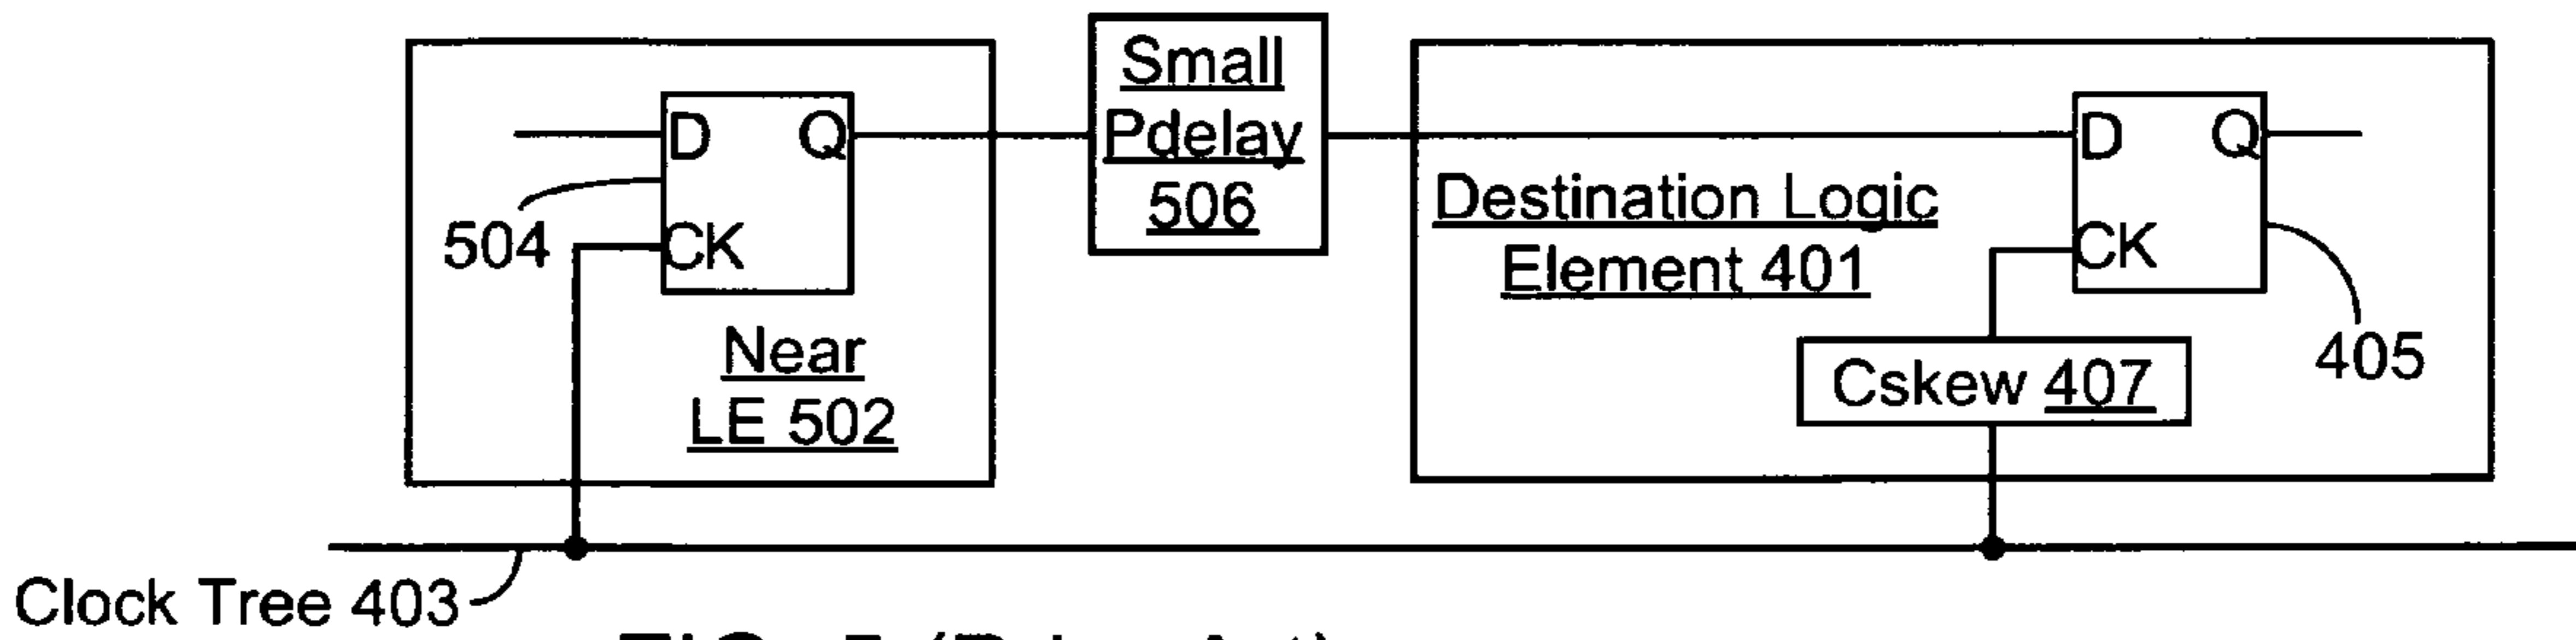 Small
Pdelay
506
D Q
CK
504
Near
LE 502
Destination Logic
Element 401
D Q
CK
405
Cskew 407
Clock Tree 403